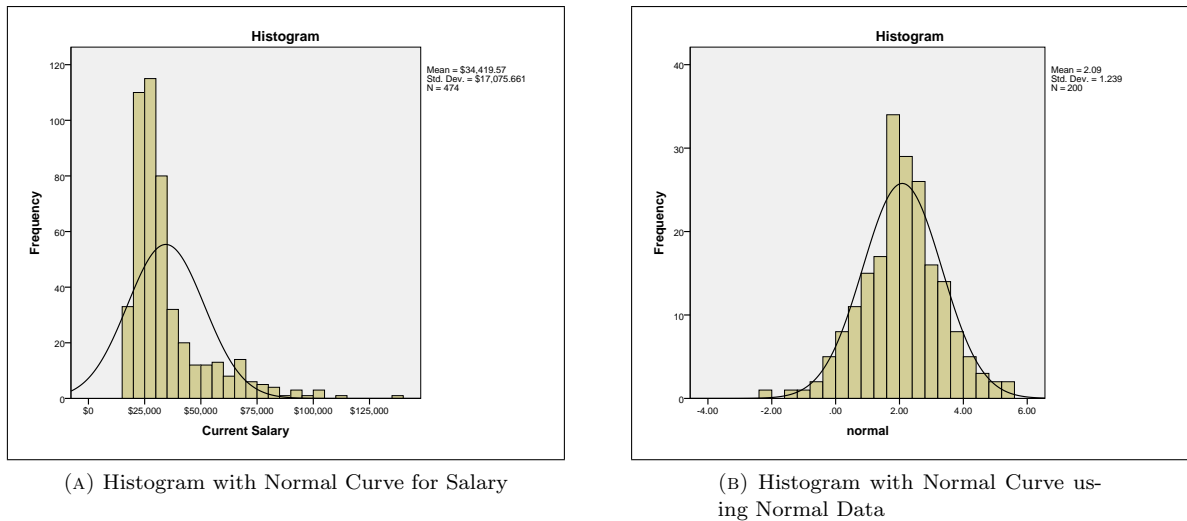 Histogram
Mean = $34,419.57
Std. Dev. = $17,075.661
N = 474
120
100
80
60
40
20
0
Frequency
$0 $25,000 $50,000 $75,000 $100,000 $125,000
Current Salary
(A) Histogram with Normal Curve for Salary
Histogram
Mean = 2.09
Std. Dev. = 1.239
N = 200
40
30
20
10
0
Frequency
-4.00 -2.00 .00 2.00 4.00 6.00
normal
(B) Histogram with Normal Curve us-
ing Normal Data